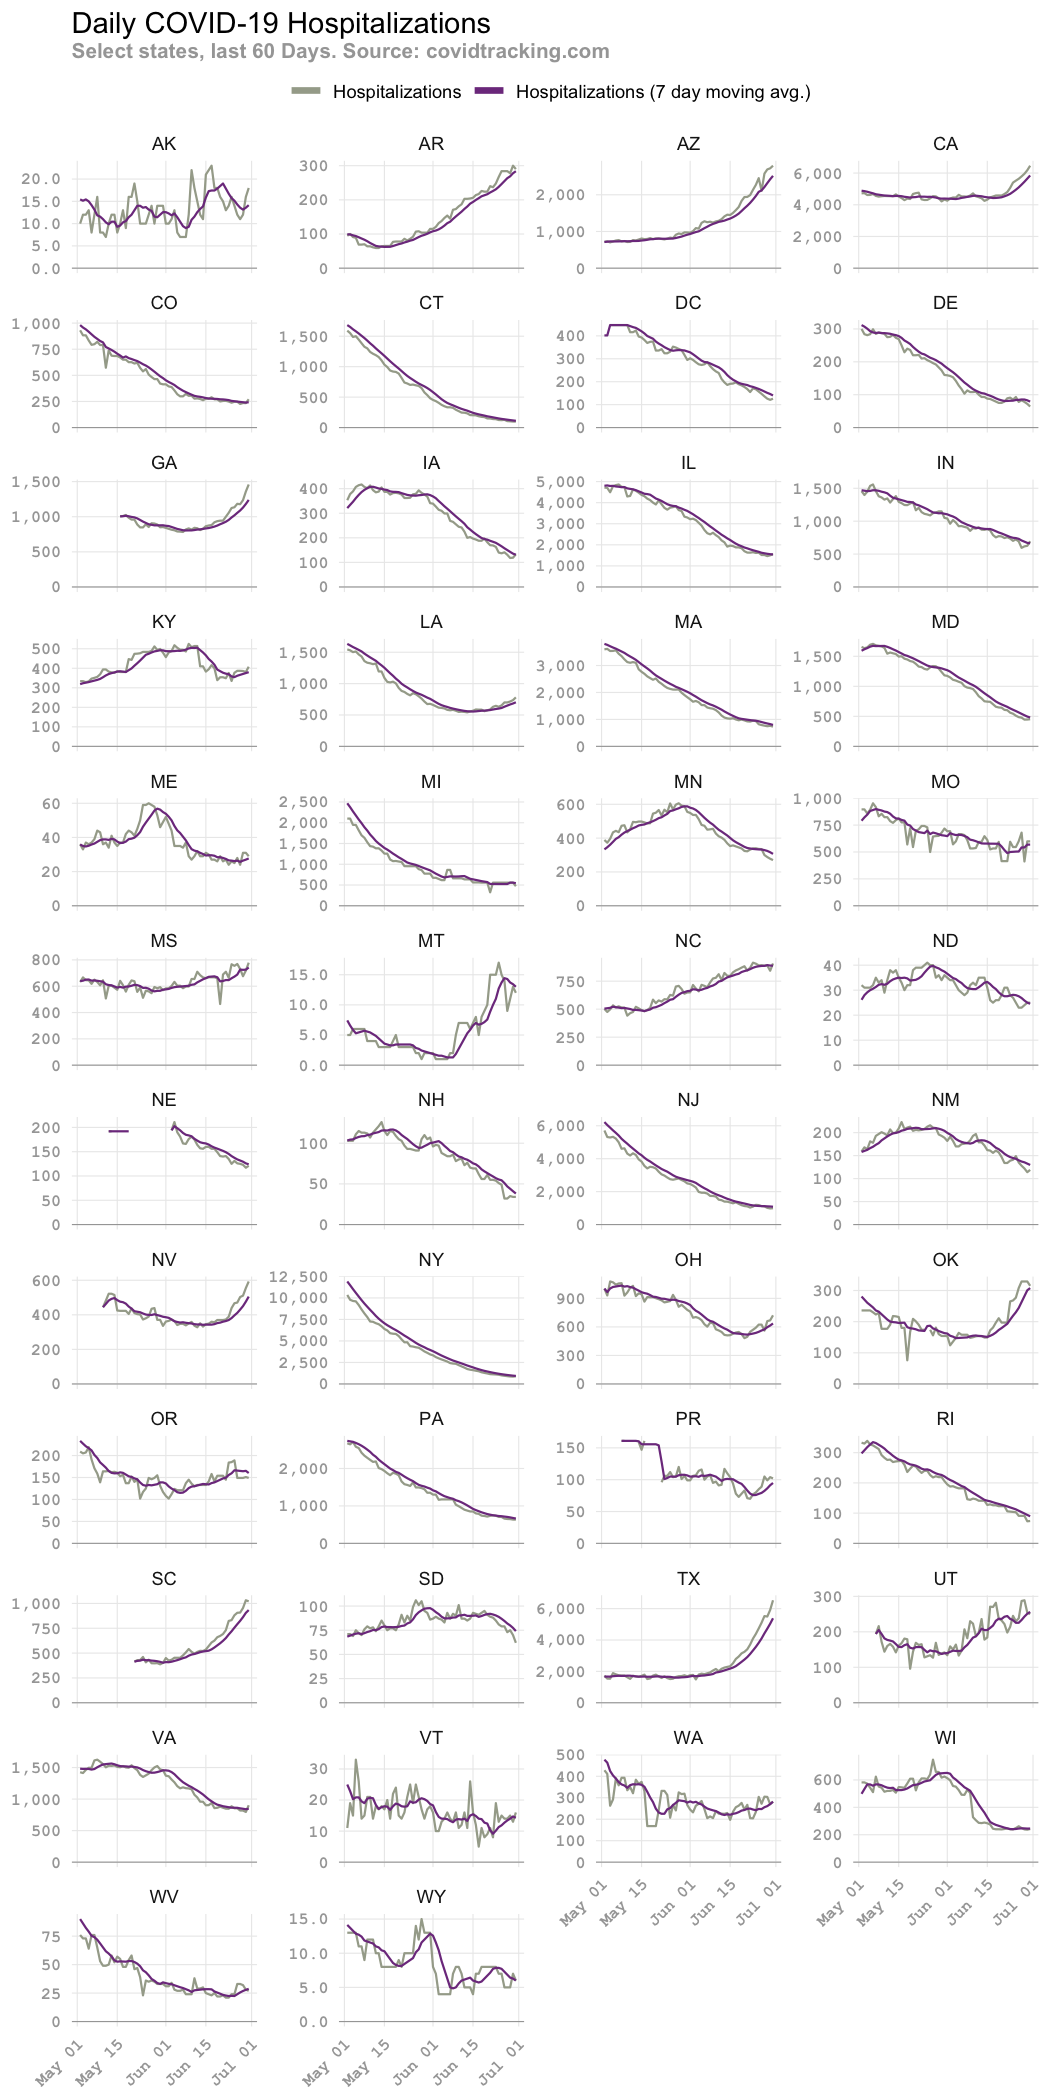 Daily COVID-19 Hospitalizations
Select states, last 60 Days. Source: covidtracking.com
Hospitalizations Hospitalizations (7 day moving avg.)
AK AR AZ CA
20.0 300 2,000 6,000
15.0 200 1,000 4,000
10.0 100 0 2,000
5.0 0 0
0.0
CO CT DC DE
1,000 1,500 400 300
750 1,000 300 200
500 500 200 100
250 0 100 0
0 0
GA IA IL IN
1,500 400 5,000 1,500
1,000 300 4,000 1,000
500 200 3,000 500
0 100 2,000 0
0 1,000
0
KY LA MA MD
500 1,500 3,000 1,500
400 1,000 2,000 1,000
300 500 1,000 500
200 0 0 0
100
0
ME MI MN MO
60 2,500 600 1,000
40 2,000 400 750
20 1,500 200 500
0 1,000 0 250
500 0
0
MS MT NC ND
800 15.0 750 40
600 10.0 500 30
400 5.0 250 20
200 0.0 0 10
0 0
NE NH NJ NM
200 100 6,000 200
150 50 4,000 150
100 0 2,000 100
50 0 50
0 0
NV NY OH OK
600 12,500 900 300
400 10,000 600 200
200 7,500 300 100
0 5,000 0 0
2,500
0
OR PA PR RI
200 2,000 150 300
150 1,000 100 200
100 0 50 100
50 0 0
0
SC SD TX UT
1,000 100 6,000 300
750 75 4,000 200
500 50 2,000 100
250 25 0 0
0 0
VA VT WA WI
1,500 30 500 600
1,000 20 400 400
500 10 300 200
0 0 200 0
100
0
May 01 May 15 Jun 01 Jun 15 Jul 01 May 01 May 15 Jun 01 Jun 15 Jul 01
WV WY
75 15.0
50 10.0
25 5.0
0 0.0
May 01 May 15 Jun 01 Jun 15 Jul 01 May 01 May 15 Jun 01 Jun 15 Jul 01